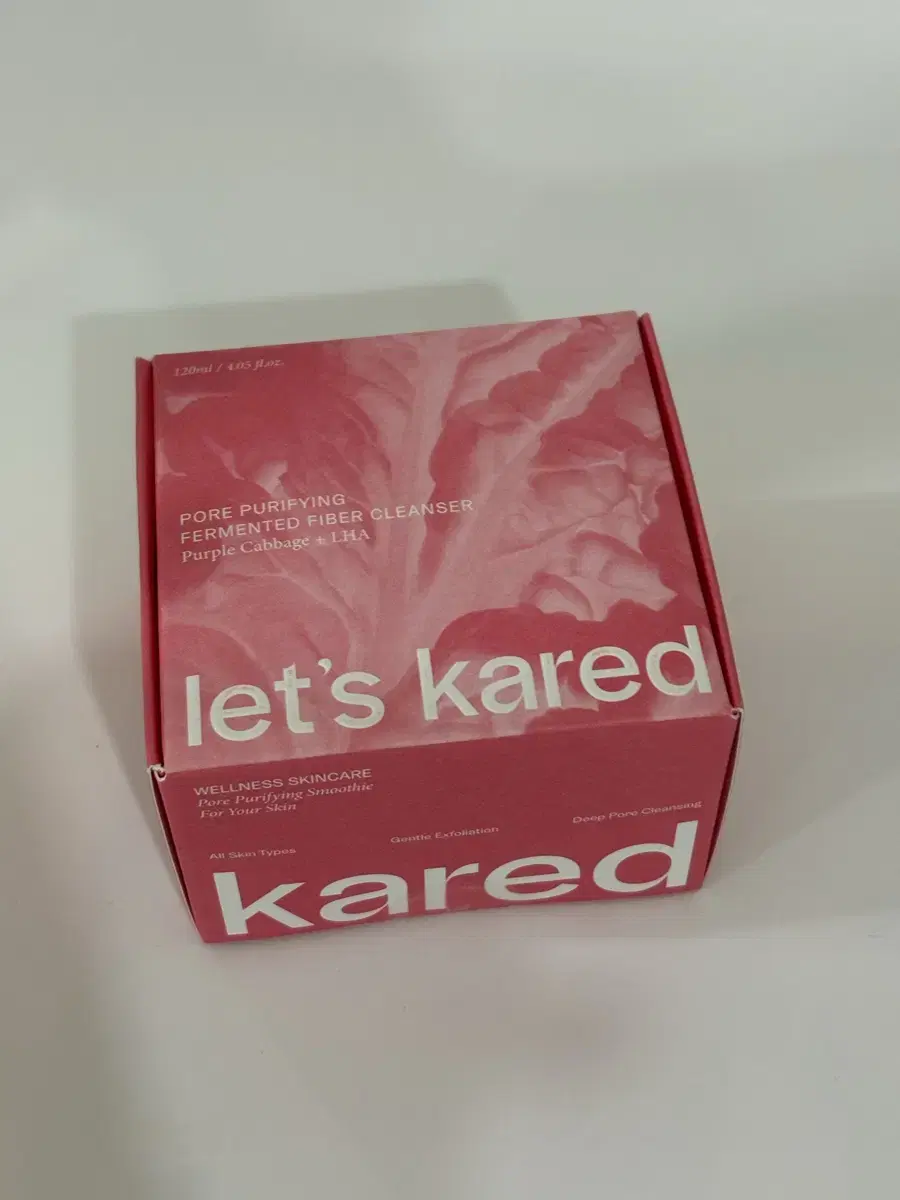 120ml / 4.05 fl.oz.
PORE PURIFYING
FERMENTED FIBER CLEANSER
Purple Cabbage + LHA
let's kared
WELLNESS SKINCARE
Pore Purifying Smoothie
For Your Skin
All Skin Types
Gentle Exfoliation
Deep Pore Cleansing
kared